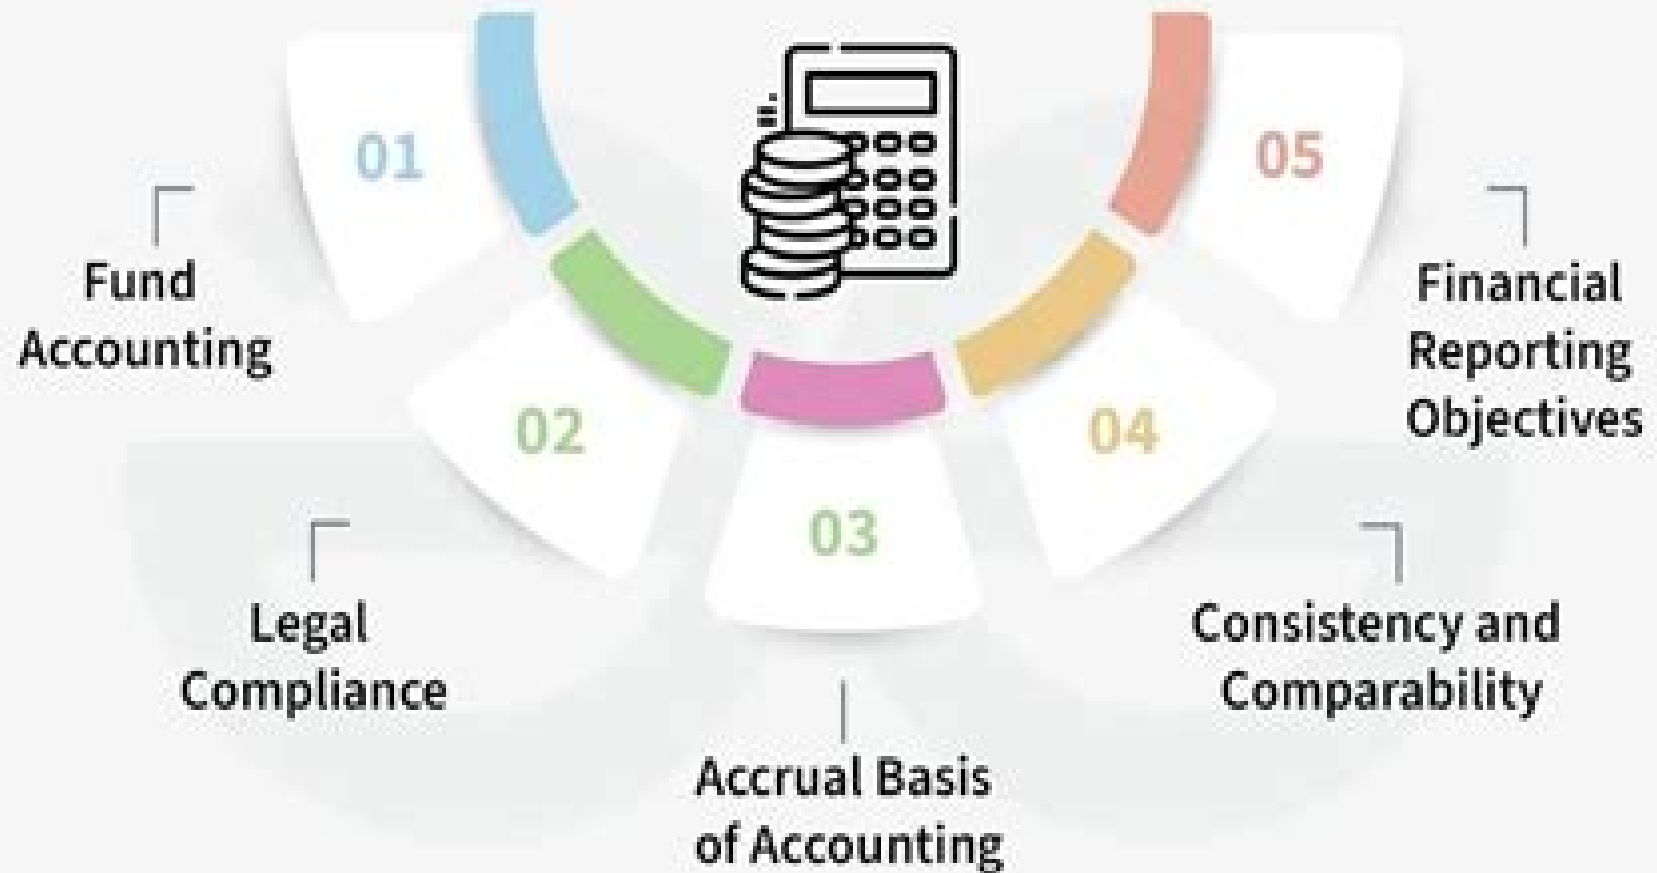 01
Fund
Accounting
02
Legal
Compliance
03
Accrual Basis
of Accounting
04
Consistency and
Comparability
05
Financial
Reporting
Objectives